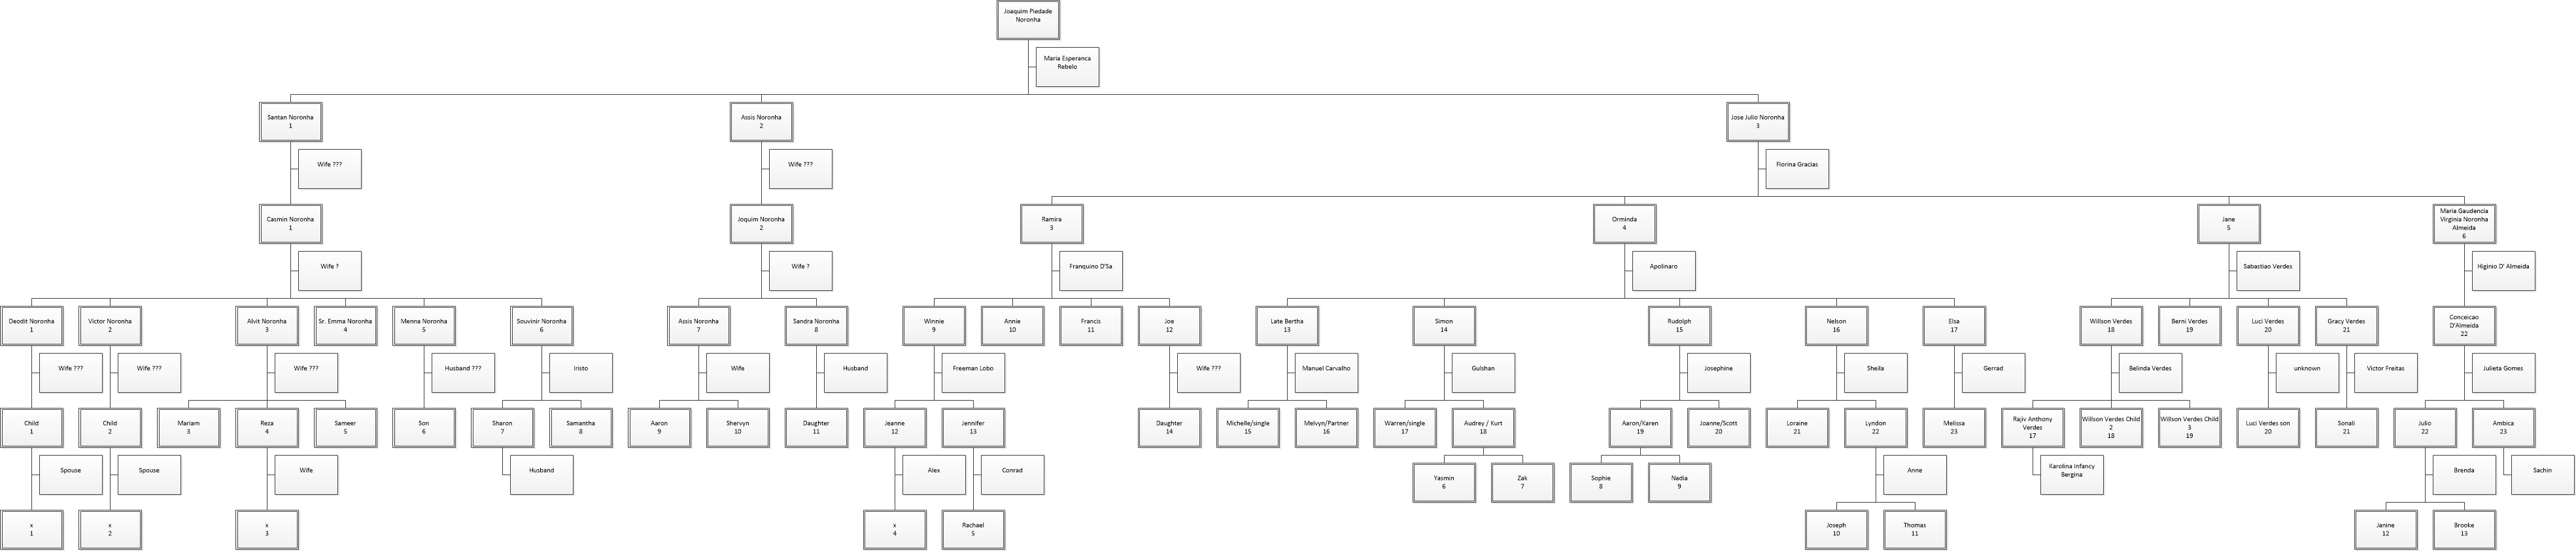 Joaquim Piedade
Noronha
Maria Esperanca
Rebelo
Santan Noronha
1
Assis Noronha
2
Jose Julio Noronha
3
Wife ???
Wife ???
Florina Gracias
Casmin Noronha
1
Joquim Noronha
2
Ramira
3
Orminda
4
Jane
5
Maria Gaudencia
Virginia Noronha
Almeida
6
Wife ?
Wife ?
Franquino D'Sa
Apolinaro
Sabastiao Verdes
Higinio D' Almeida
Deodit Noronha
1
Victor Noronha
2
Alvit Noronha
3
Sr. Emma Noronha
4
Menna Noronha
5
Souvinir Noronha
6
Assis Noronha
7
Sandra Noronha
8
Winnie
9
Annie
10
Francis
11
Joe
12
Late Bertha
13
Simon
14
Rudolph
15
Nelson
16
Elsa
17
Willson Verdes
18
Berni Verdes
19
Luci Verdes
20
Gracy Verdes
21
Conceicao
D'Almeida
22
Wife ???
Wife ???
Wife ???
Husband ???
Iristo
Wife
Husband
Freeman Lobo
Wife ???
Manuel Carvalho
Gulshan
Josephine
Sheila
Gerrad
Belinda Verdes
unknown
Victor Freitas
Julieta Gomes
Child
1
Child
2
Mariam
3
Reza
4
Sameer
5
Son
6
Sharon
7
Samantha
8
Aaron
9
Shervyn
10
Daughter
11
Jeanne
12
Jennifer
13
Daughter
14
Michelle/single
15
Melvyn/Partner
16
Warren/single
17
Audrey / Kurt
18
Aaron/Karen
19
Joanne/Scott
20
Loraine
21
Lyndon
22
Melissa
23
Rajiv Anthony
Verdes
17
Willson Verdes Child
2
18
Willson Verdes Child
3
19
Luci Verdes son
20
Sonali
21
Julio
22
Ambica
23
Spouse
Spouse
Wife
Husband
Alex
Conrad
Yasmin
6
Zak
7
Sophie
8
Nadia
9
Anne
Karolina Infancy
Bergina
Brenda
Sachin
x
1
x
2
x
3
x
4
Rachael
5
Joseph
10
Thomas
11
Janine
12
Brooke
13